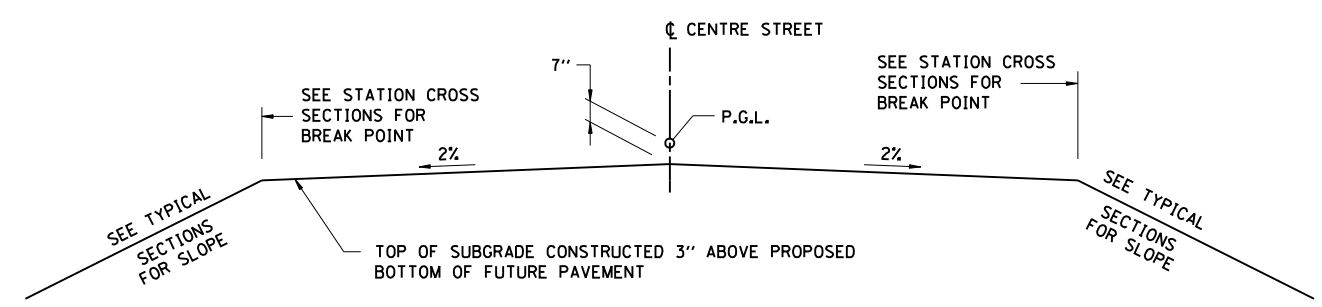 ℄ CENTRE STREET
7''
SEE STATION CROSS
SECTIONS FOR
BREAK POINT
SEE STATION CROSS
SECTIONS FOR
BREAK POINT
P.G.L.
2%
2%
SEE TYPICAL
SECTIONS
FOR SLOPE
SEE TYPICAL
SECTIONS
FOR SLOPE
TOP OF SUBGRADE CONSTRUCTED 3'' ABOVE PROPOSED
BOTTOM OF FUTURE PAVEMENT